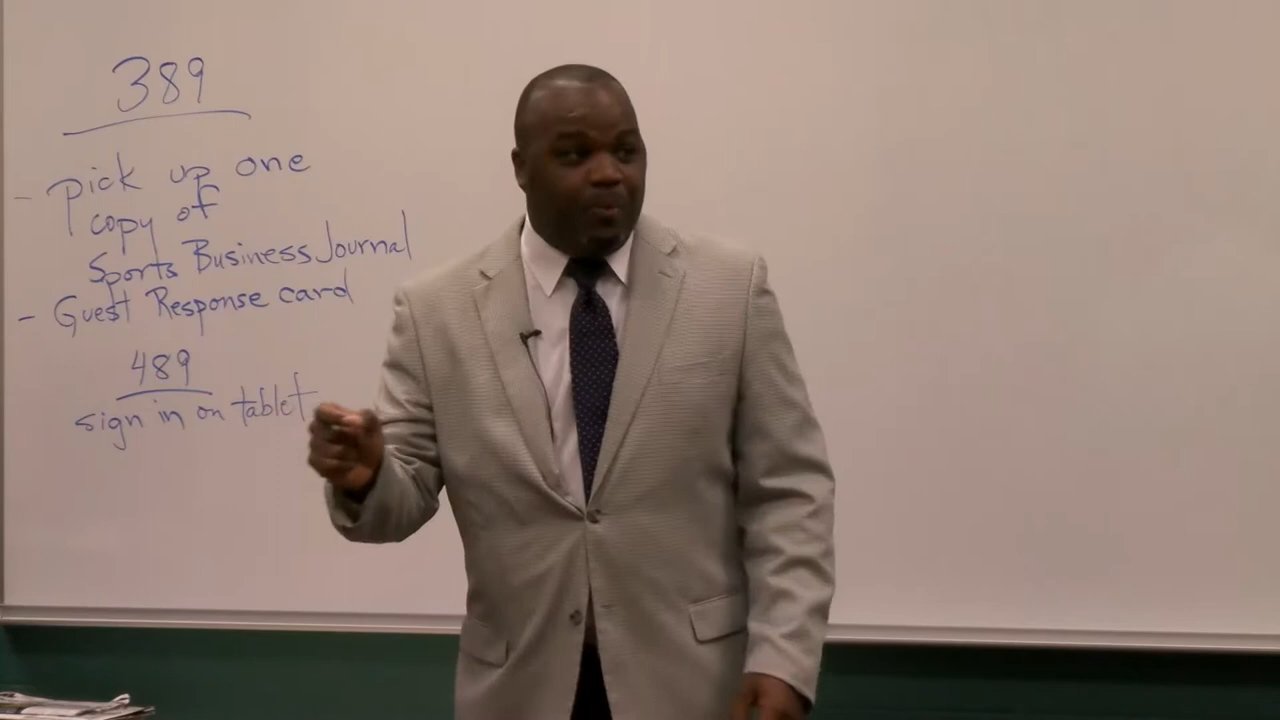 389
- pick up one
copy of
Sports Business Journal
- Guest Response card
489
sign in on tablet